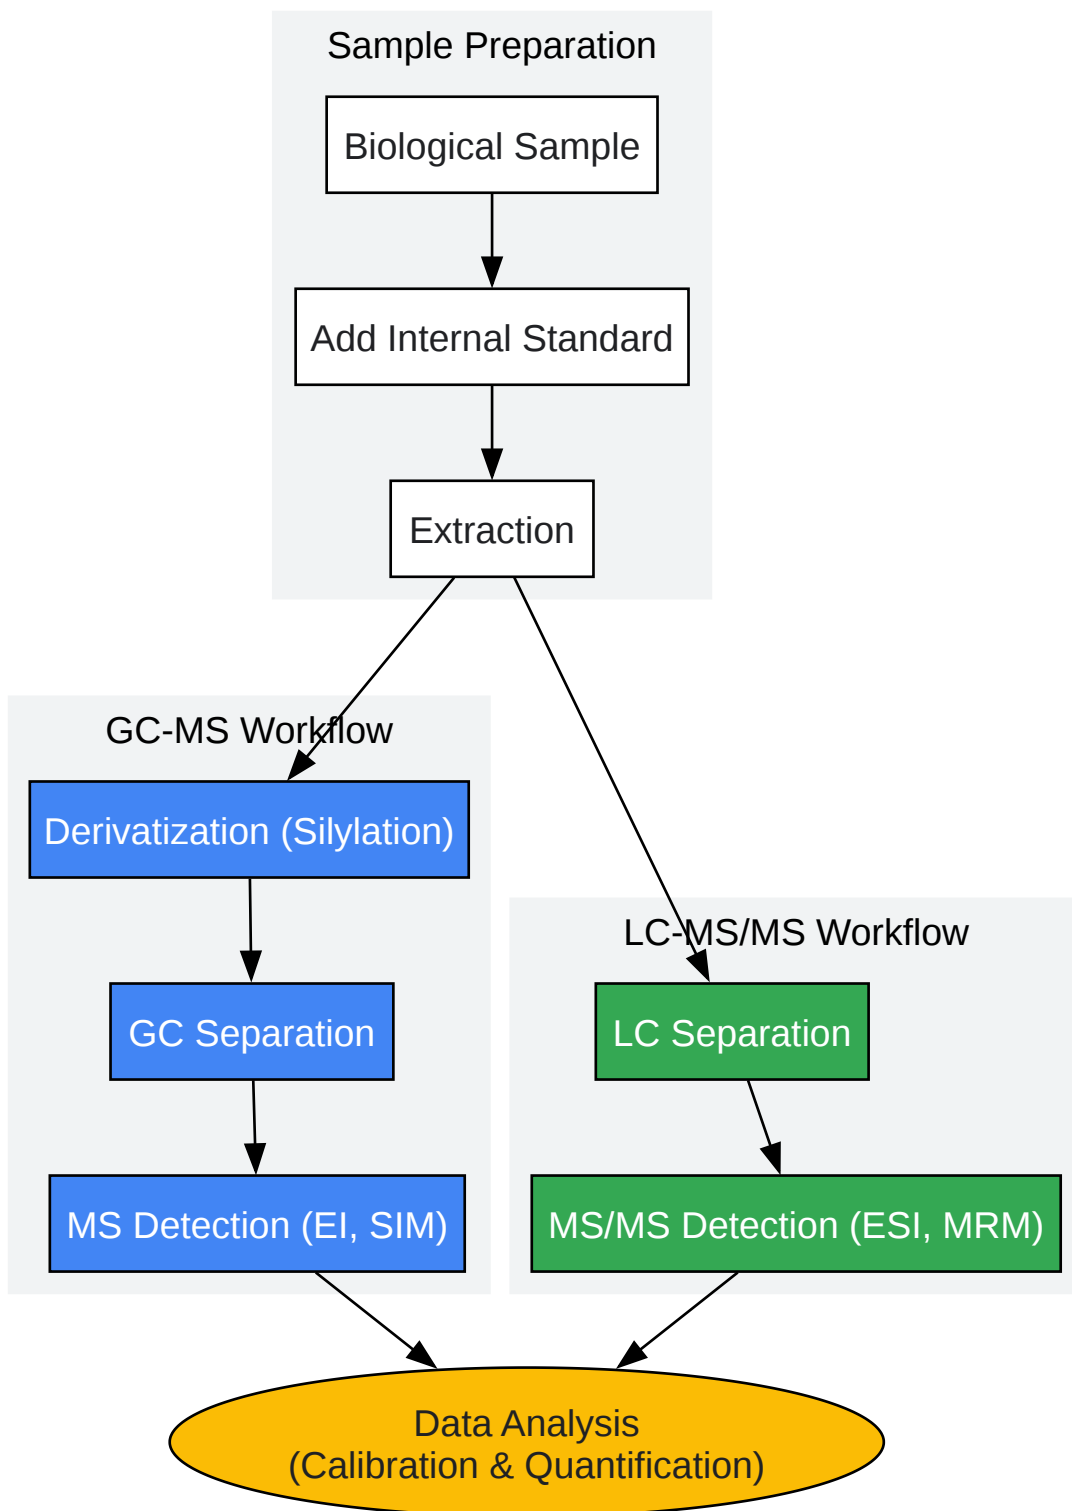 Sample Preparation
Biological Sample
Add Internal Standard
Extraction
GC-MS Workflow
Derivatization (Silylation)
GC Separation
MS Detection (EI, SIM)
LC-MS/MS Workflow
LC Separation
MS/MS Detection (ESI, MRM)
Data Analysis
(Calibration & Quantification)